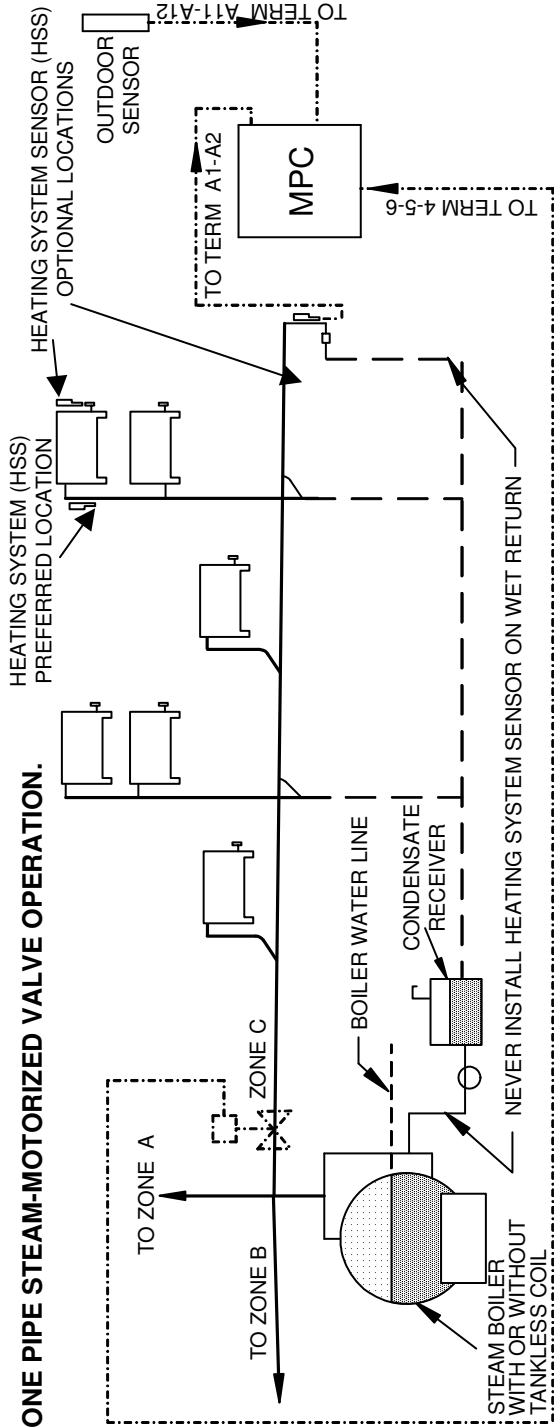 ONE PIPE STEAM-MOTORIZED VALVE OPERATION.
HEATING SYSTEM (HSS)
PREFERRED LOCATION
HEATING SYSTEM SENSOR (HSS)
OPTIONAL LOCATIONS
OUTDOOR
SENSOR
TO TERM A11-A12
TO TERM A1-A2
MPC
TO TERM 4-5-6
TO ZONE A
TO ZONE B
ZONE C
BOILER WATER LINE
CONDENSATE
RECEIVER
STEAM BOILER
WITH OR WITHOUT
TANKLESS COIL
NEVER INSTALL HEATING SYSTEM SENSOR ON WET RETURN